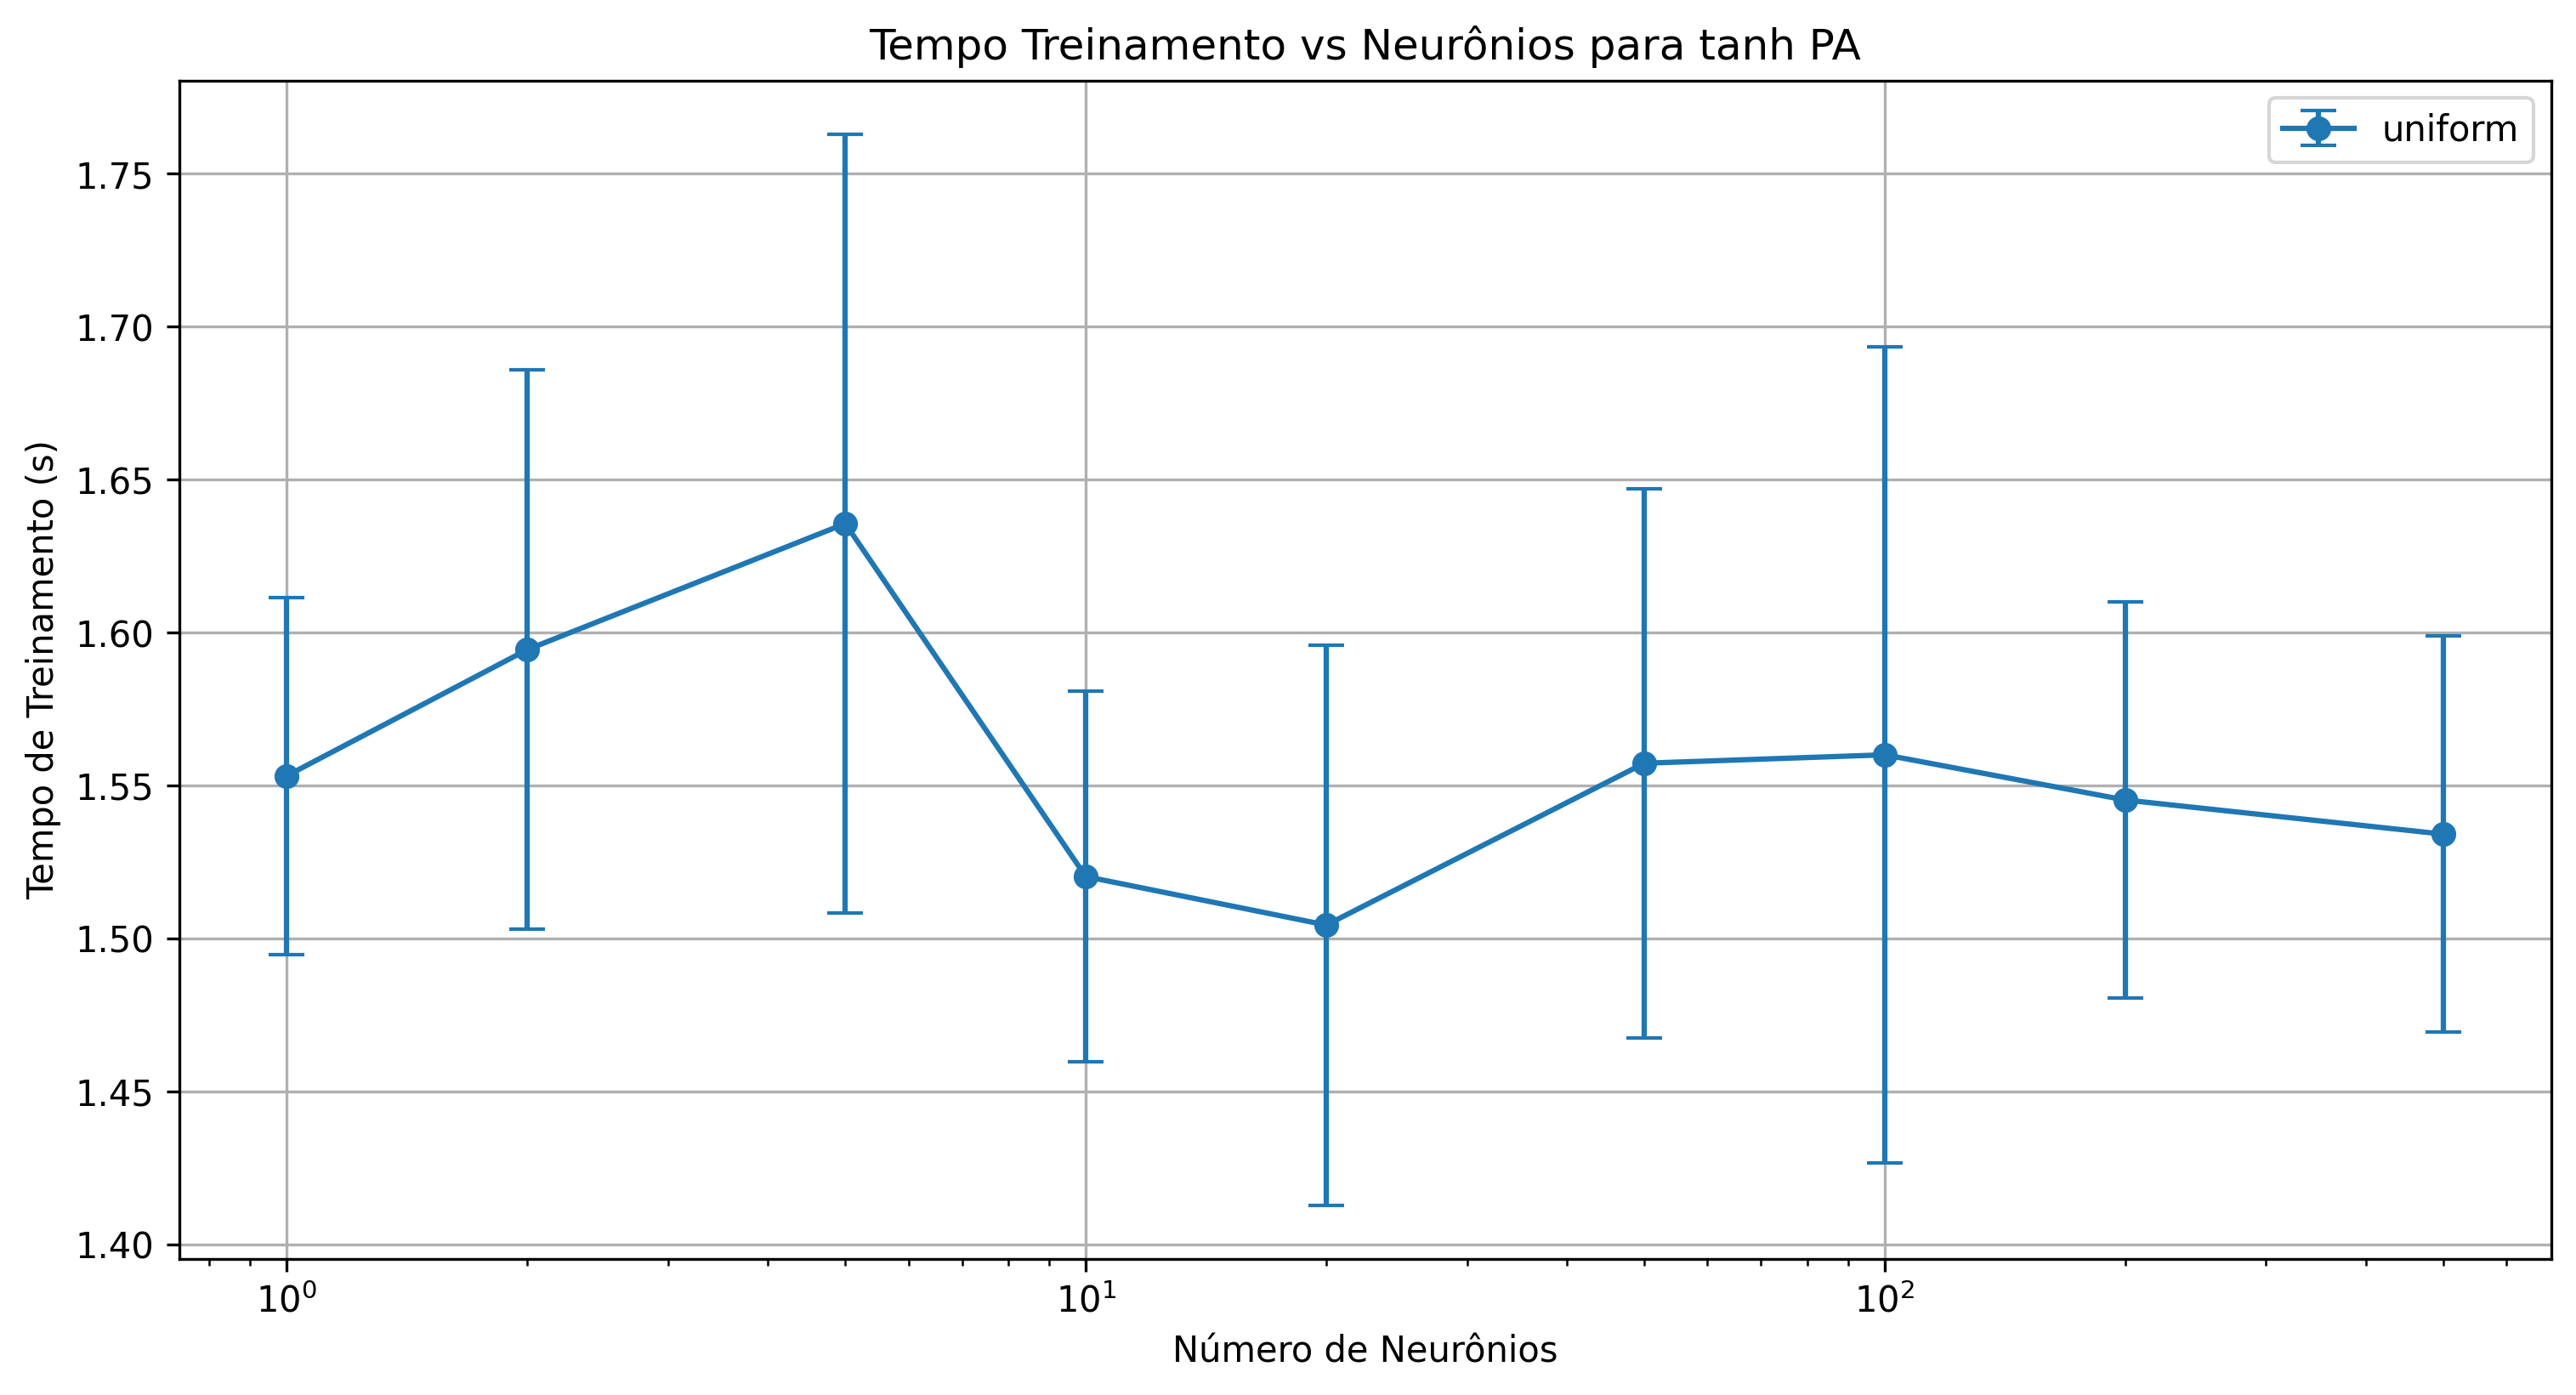 Tempo Treinamento vs Neurônios para tanh PA
uniform
Tempo de Treinamento (s)
1.75
1.70
1.65
1.60
1.55
1.50
1.45
1.40
10⁰
10¹
10²
Número de Neurônios